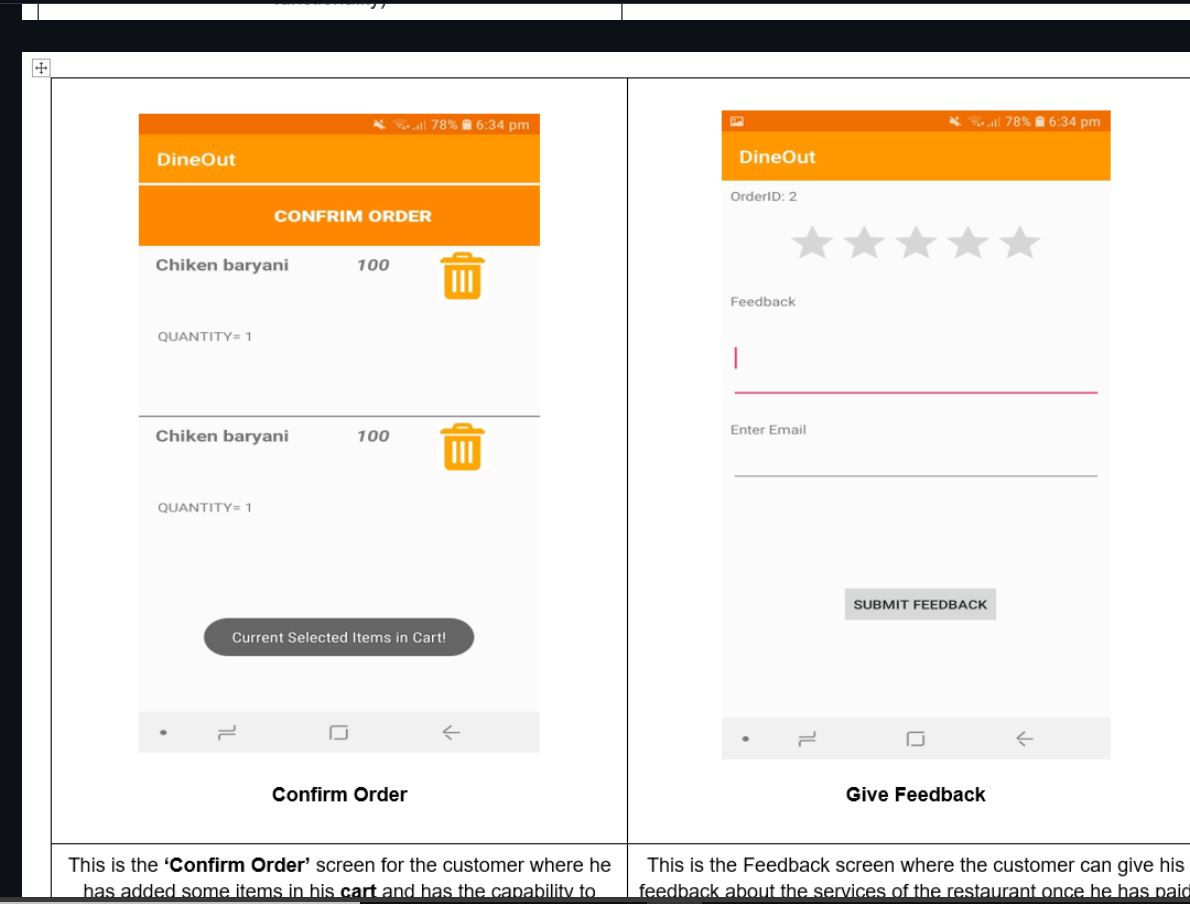 functionality)
78% 6:34 pm
DineOut
CONFRIM ORDER
Chiken baryani 100
QUANTITY= 1
Chiken baryani 100
QUANTITY= 1
Current Selected Items in Cart!
Confirm Order
78% 6:34 pm
DineOut
OrderID: 2
Feedback
Enter Email
SUBMIT FEEDBACK
Give Feedback
This is the ‘Confirm Order’ screen for the customer where he
has added some items in his cart and has the capability to
This is the Feedback screen where the customer can give his
feedback about the services of the restaurant once he has paid